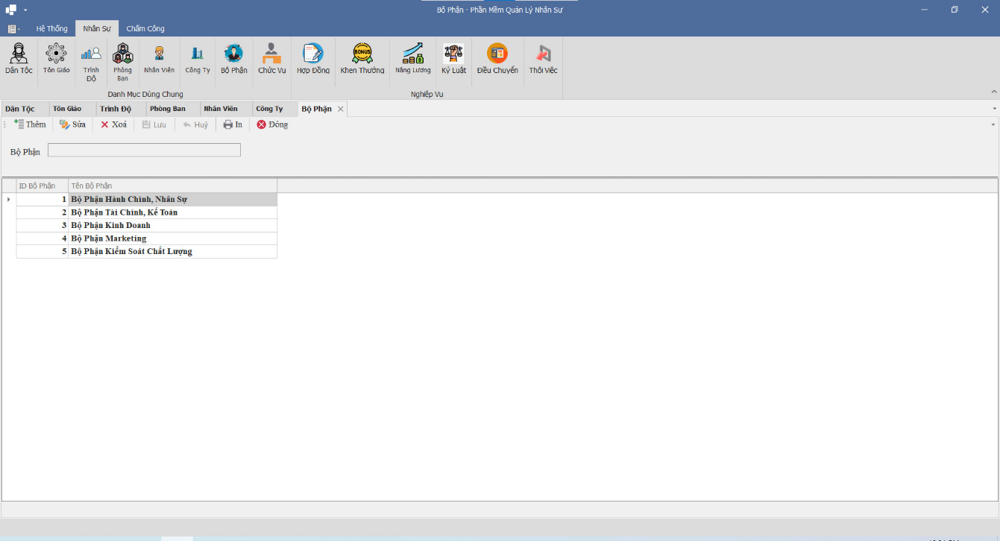 Bộ Phận - Phần Mềm Quản Lý Nhân Sự
Hệ Thống Nhân Sự Chấm Công
Dân Tộc Tôn Giáo Trình Độ Phòng Ban Nhân Viên Công Ty Bộ Phận Chức Vụ Hợp Đồng BONUS Khen Thưởng Nâng Lương Kỷ Luật Điều Chuyển Thôi Việc
Danh Mục Dùng Chung Nghiệp Vụ
Dân Tộc Tôn Giáo Trình Độ Phòng Ban Nhân Viên Công Ty Bộ Phận
Thêm Sửa Xoá Lưu Huỷ In Đóng
Bộ Phận
ID Bộ Phận Tên Bộ Phận
1 Bộ Phận Hành Chính, Nhân Sự
2 Bộ Phận Tài Chính, Kế Toán
3 Bộ Phận Kinh Doanh
4 Bộ Phận Marketing
5 Bộ Phận Kiểm Soát Chất Lượng